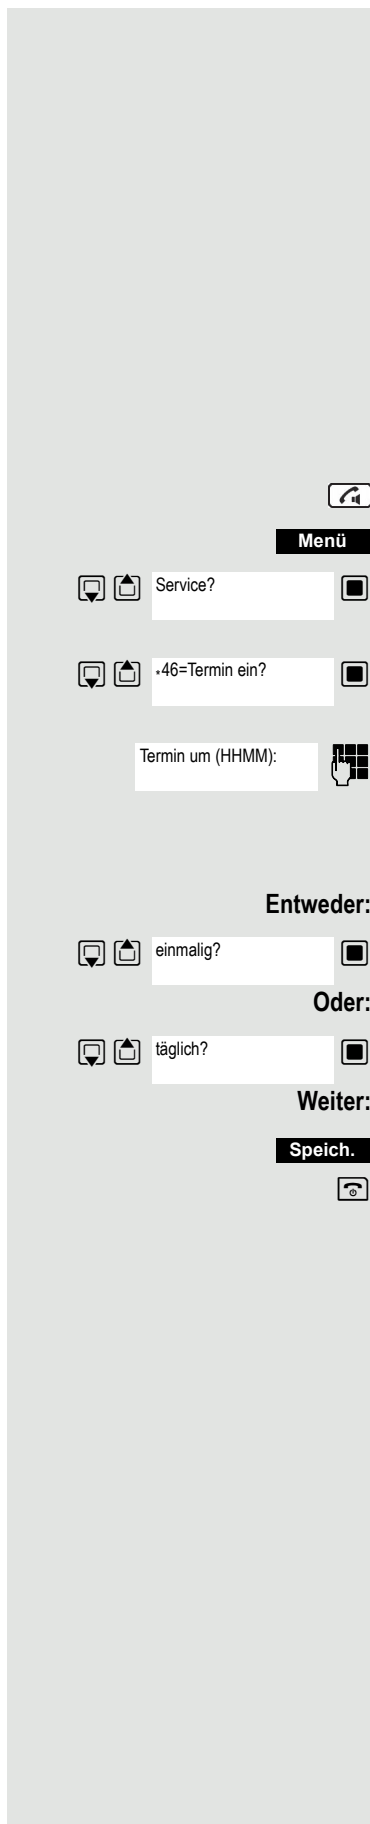 Menü
Service?
*46=Termin ein?
Termin um (HHMM):
Entweder:
einmalig?
Oder:
täglich?
Weiter:
Speich.